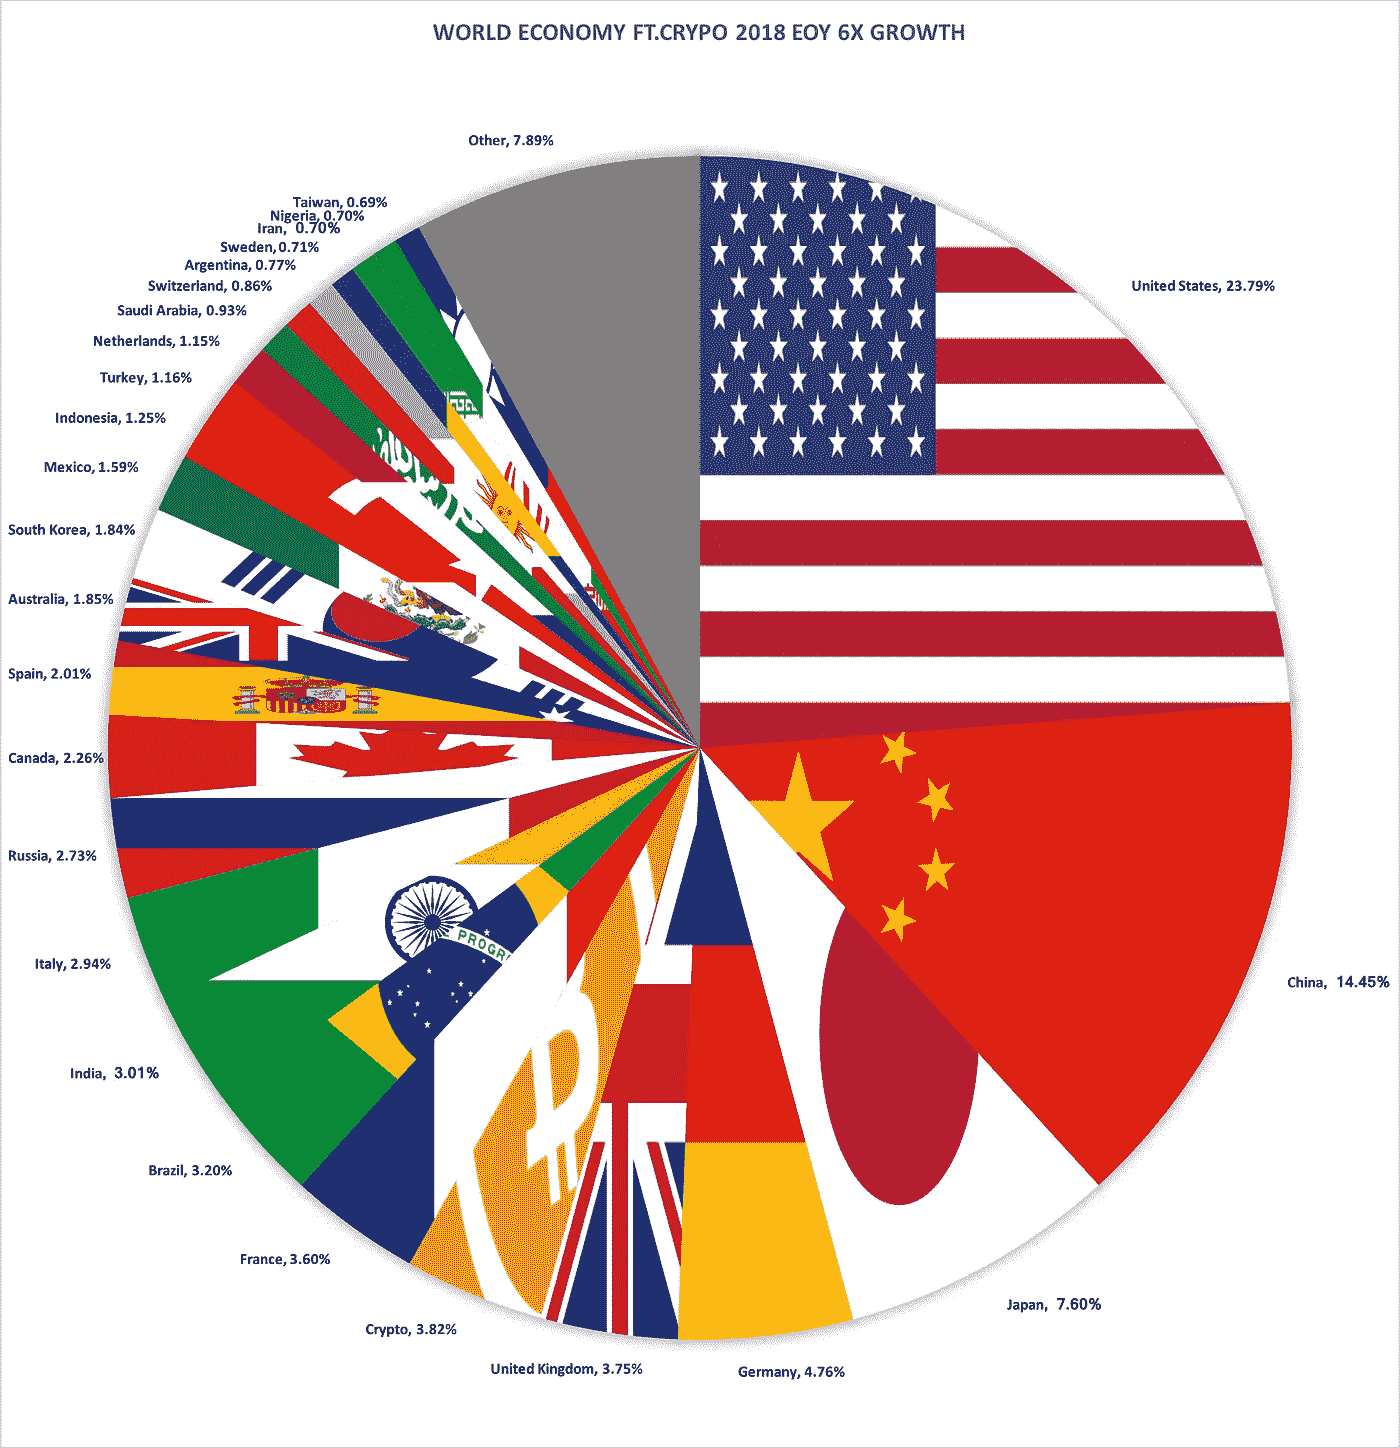 WORLD ECONOMY FT.CRYPO 2018 EOY 6X GROWTH
Other, 7.89%
Taiwan, 0.69%
Nigeria, 0.70%
Iran, 0.70%
Sweden, 0.71%
Argentina, 0.77%
Switzerland, 0.86%
Saudi Arabia, 0.93%
Netherlands, 1.15%
Turkey, 1.16%
Indonesia, 1.25%
Mexico, 1.59%
South Korea, 1.84%
Australia, 1.85%
Spain, 2.01%
Canada, 2.26%
Russia, 2.73%
Italy, 2.94%
India, 3.01%
Brazil, 3.20%
France, 3.60%
Crypto, 3.82%
United Kingdom, 3.75%
Germany, 4.76%
Japan, 7.60%
China, 14.45%
United States, 23.79%
PROGR